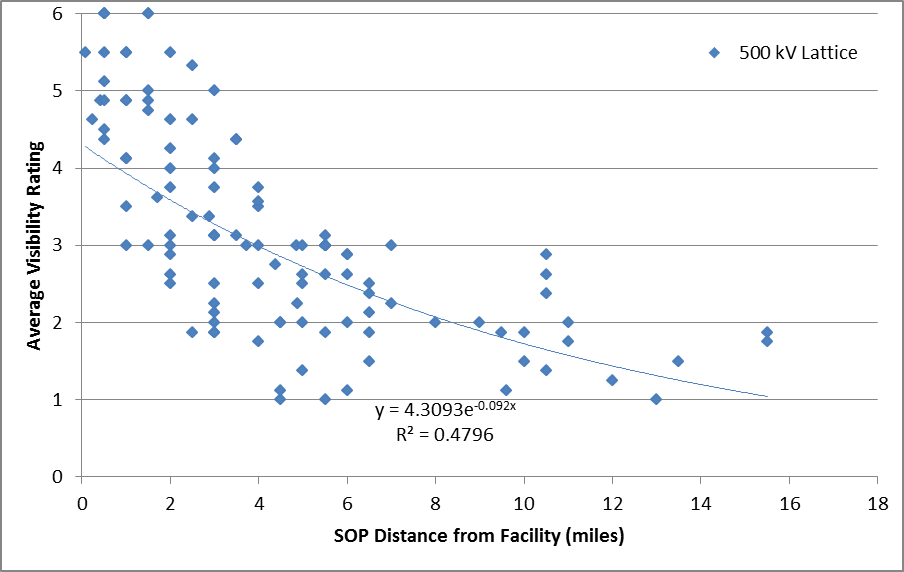 6
500 kV Lattice
5
4
3
2
1
0
Average Visibility Rating
y = 4.3093e^-0.092x
R² = 0.4796
0 2 4 6 8 10 12 14 16 18
SOP Distance from Facility (miles)